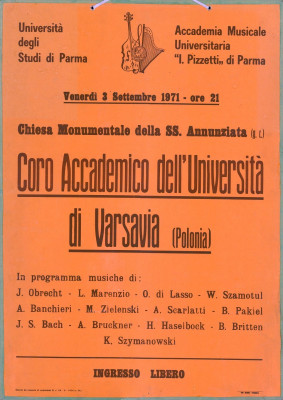 Università
degli
Studi di Parma
Accademia Musicale
Universitaria
"I. Pizzetti„ di Parma
Venerdì 3 Settembre 1971 - ore 21
Chiesa Monumentale della SS. Annunziata (g. c.)
Coro Accademico dell'Università
di Varsavia (Polonia)
In programma musiche di:
J. Obrecht - L. Marenzio - O. di Lasso - W. Szamotul
A. Banchieri - M. Zielenski - A. Scarlatti - B. Pakiel
J. S. Bach - A. Bruckner - H. Haselbock - B. Britten
K. Szymanowski
INGRESSO LIBERO